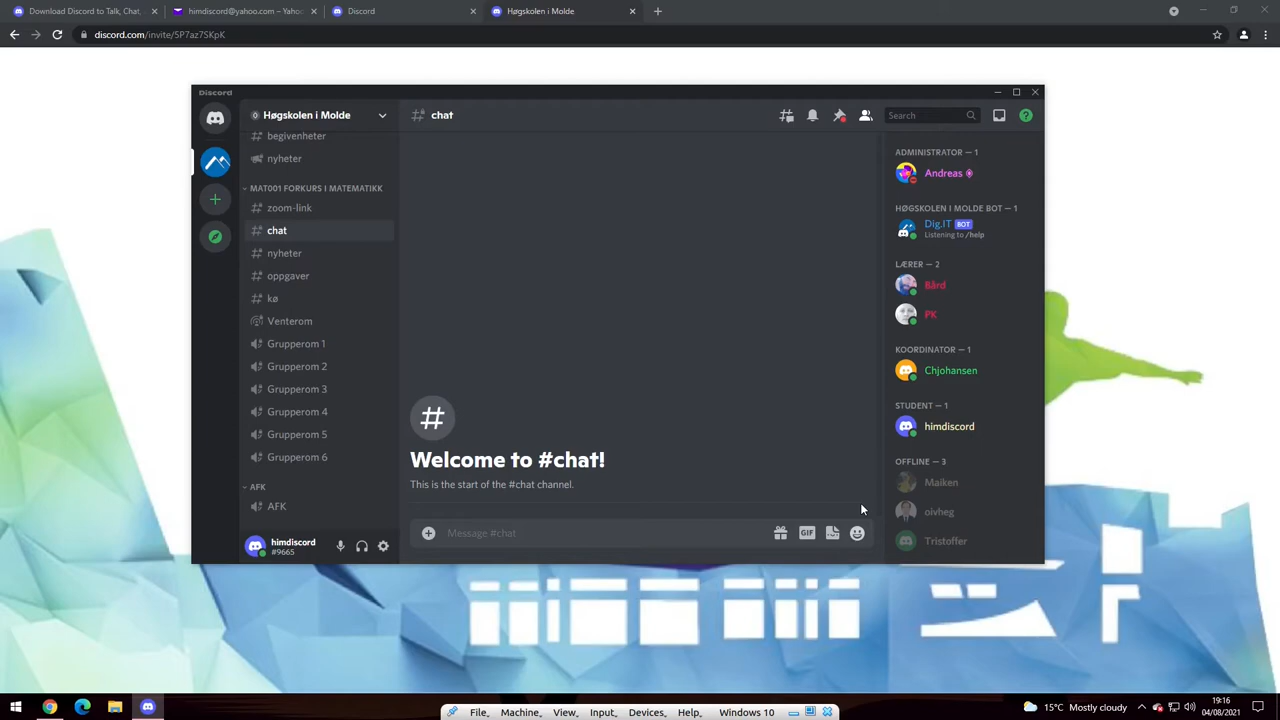 Download Discord to Talk, Chat,
himdiscord@yahoo.com – Yahoo
Discord
Høgskolen i Molde
discord.com/invite/SP7az7SKpK
Discord
Høgskolen i Molde
chat
Search
begivenheter
nyheter
MAT001 FORKURS I MATEMATIKK
zoom-link
chat
nyheter
oppgaver
kø
Venterom
Grupperom 1
Grupperom 2
Grupperom 3
Grupperom 4
Grupperom 5
Grupperom 6
AFK
AFK
himdiscord
#9665
Welcome to #chat!
This is the start of the #chat channel.
Message #chat
GIF
ADMINISTRATOR — 1
Andreas
HØGSKOLEN I MOLDE BOT — 1
Dig.IT BOT
Listening to /help
LÆRER — 2
Bård
PK
KOORDINATOR — 1
Chjohansen
STUDENT — 1
himdiscord
OFFLINE — 3
Maiken
oivheg
Tristoffer
File
Machine
View
Input
Devices
Help
Windows 10
15°C Mostly cloudy
19:16
04/08/2021